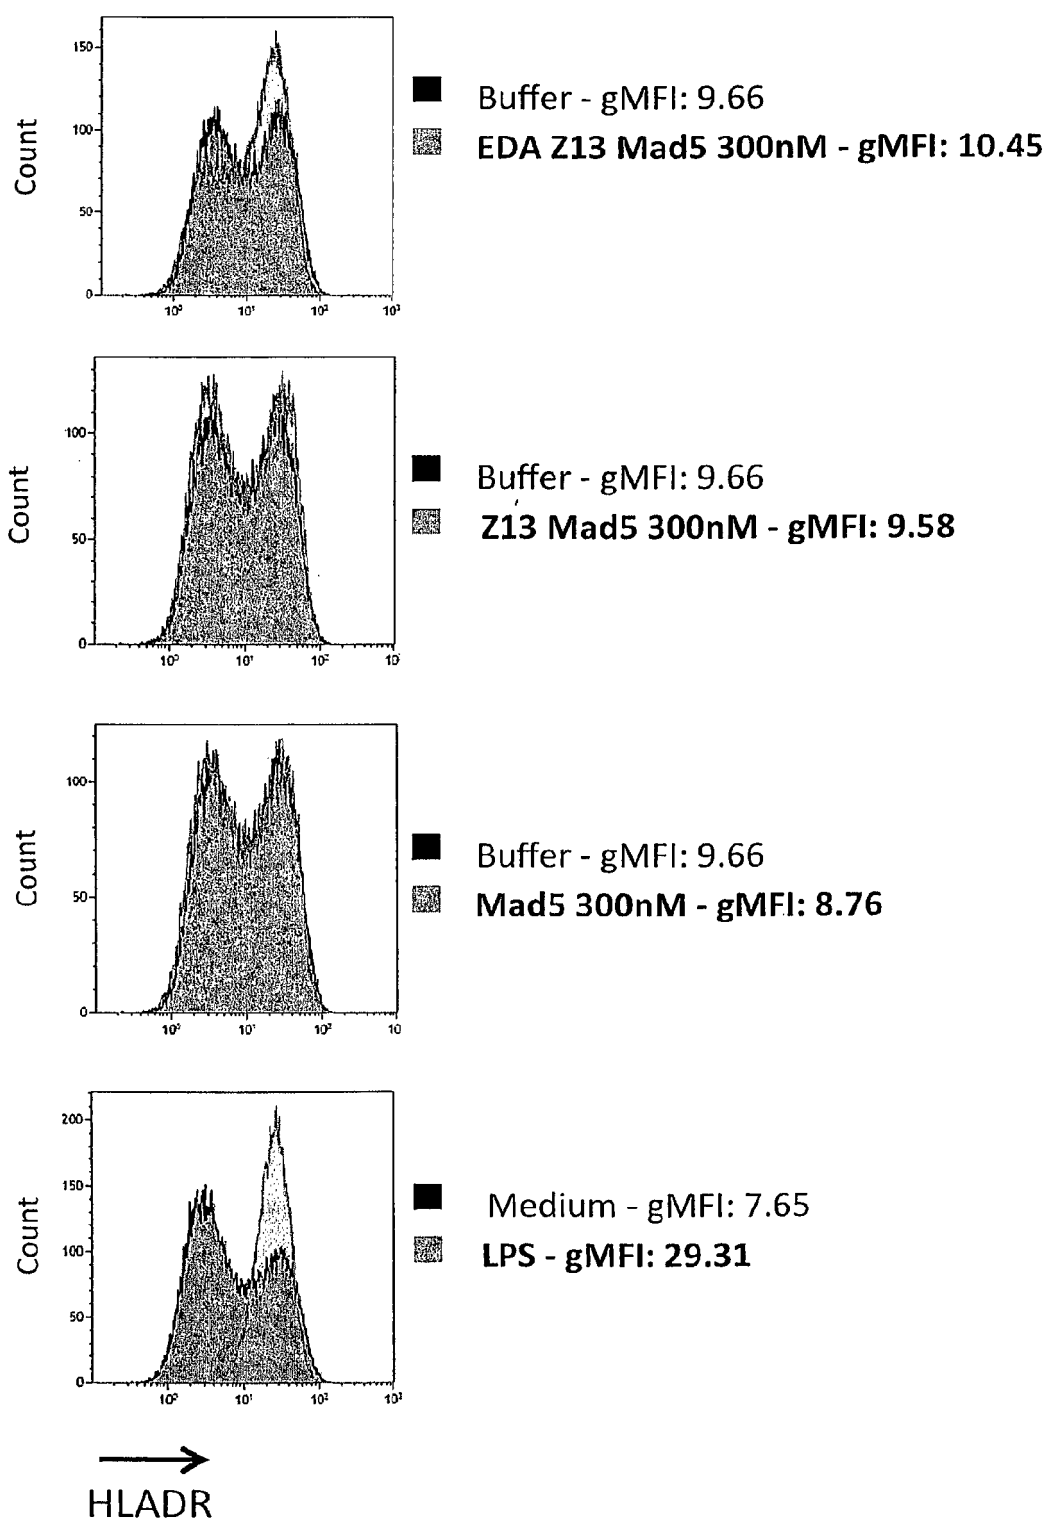 150
100
50
0
Count
10⁰ 10¹ 10² 10³
Buffer - gMFI: 9.66
EDA Z13 Mad5 300nM - gMFI: 10.45
100
50
0
Count
10⁰ 10¹ 10² 10
Buffer - gMFI: 9.66
Z13 Mad5 300nM - gMFI: 9.58
100
50
0
Count
10⁰ 10¹ 10² 10
Buffer - gMFI: 9.66
Mad5 300nM - gMFI: 8.76
200
150
100
50
0
Count
10⁰ 10¹ 10² 10³
Medium - gMFI: 7.65
LPS - gMFI: 29.31
HLADR